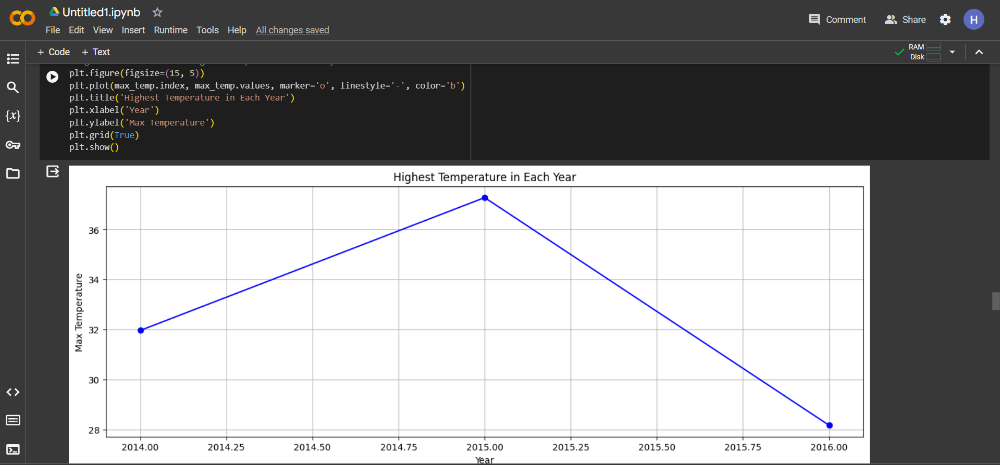 Untitled1.ipynb
File Edit View Insert Runtime Tools Help All changes saved
Comment
Share
H
+ Code + Text
RAM
Disk
{x}
plt.figure(figsize=(15, 5))
plt.plot(max_temp.index, max_temp.values, marker='o', linestyle='-', color='b')
plt.title('Highest Temperature in Each Year')
plt.xlabel('Year')
plt.ylabel('Max Temperature')
plt.grid(True)
plt.show()
Highest Temperature in Each Year
Max Temperature
36
34
32
30
28
2014.00 2014.25 2014.50 2014.75 2015.00 2015.25 2015.50 2015.75 2016.00
Year